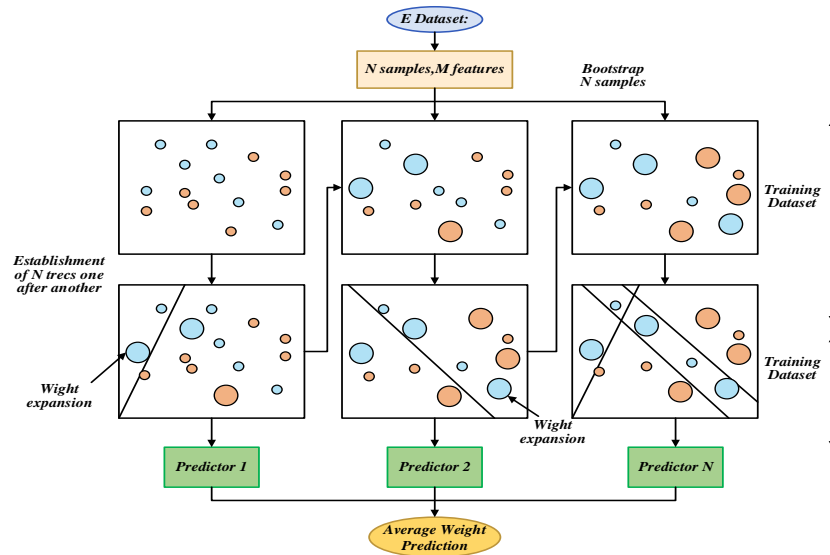 E Dataset:
N samples,M features
Bootstrap
N samples
Training
Dataset
Establishment
of N trecs one
after another
Training
Dataset
Wight
expansion
Wight
expansion
Predictor 1
Predictor 2
Predictor N
Average Weight
Prediction